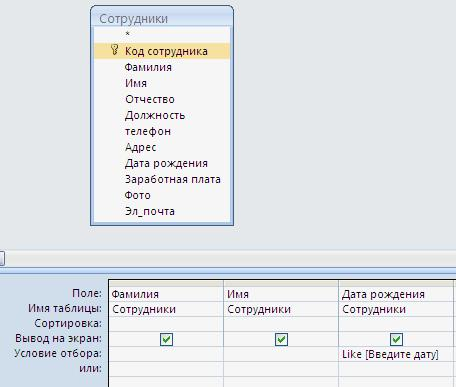 Сотрудники
*
Код сотрудника
Фамилия
Имя
Отчество
Должность
телефон
Адрес
Дата рождения
Заработная плата
Фото
Эл_почта
Поле: Фамилия Имя Дата рождения
Имя таблицы: Сотрудники Сотрудники Сотрудники
Сортировка:
Вывод на экран:
Условие отбора: Like [Введите дату]
или: